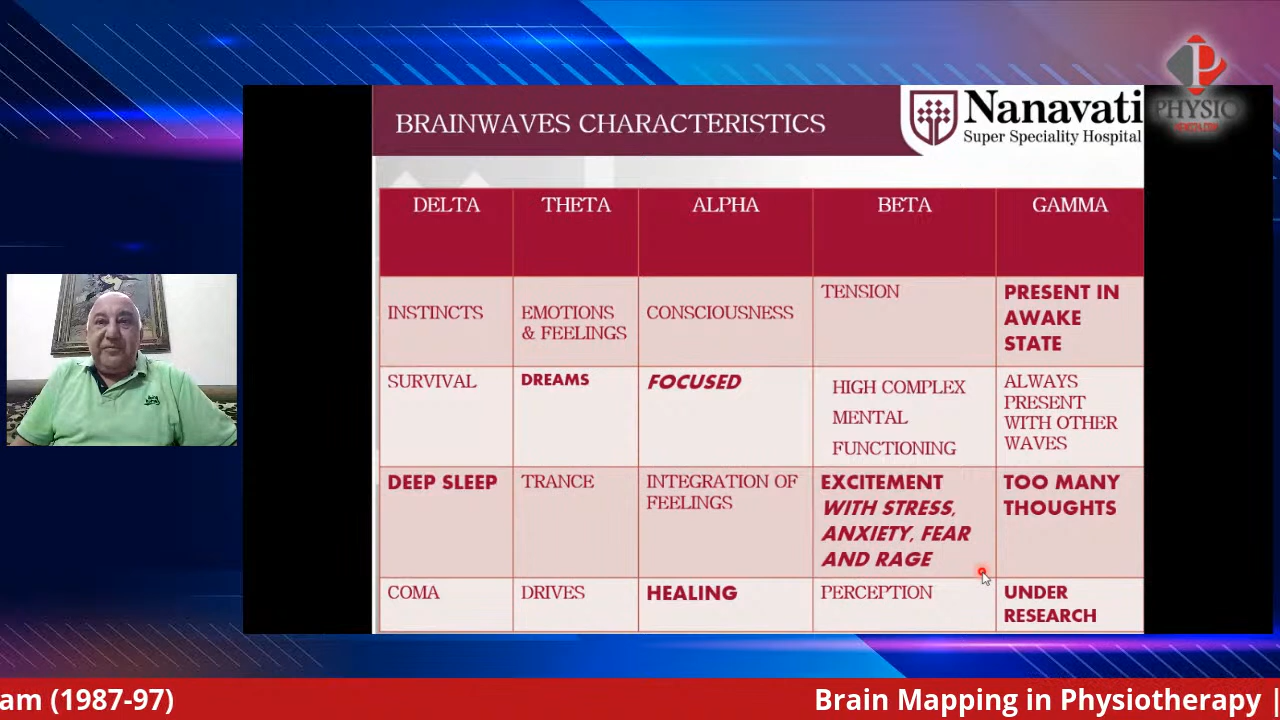 PHYSIO
BRAINWAVES CHARACTERISTICS
Nanavati
Super Speciality Hospital
DELTA
THETA
ALPHA
BETA
GAMMA
INSTINCTS
EMOTIONS
& FEELINGS
CONSCIOUSNESS
TENSION
PRESENT IN
AWAKE
STATE
SURVIVAL
DREAMS
FOCUSED
HIGH COMPLEX
MENTAL
FUNCTIONING
ALWAYS
PRESENT
WITH OTHER
WAVES
DEEP SLEEP
TRANCE
INTEGRATION OF
FEELINGS
EXCITEMENT
WITH STRESS,
ANXIETY, FEAR
AND RAGE
TOO MANY
THOUGHTS
COMA
DRIVES
HEALING
PERCEPTION
UNDER
RESEARCH
am (1987-97)
Brain Mapping in Physiotherapy |